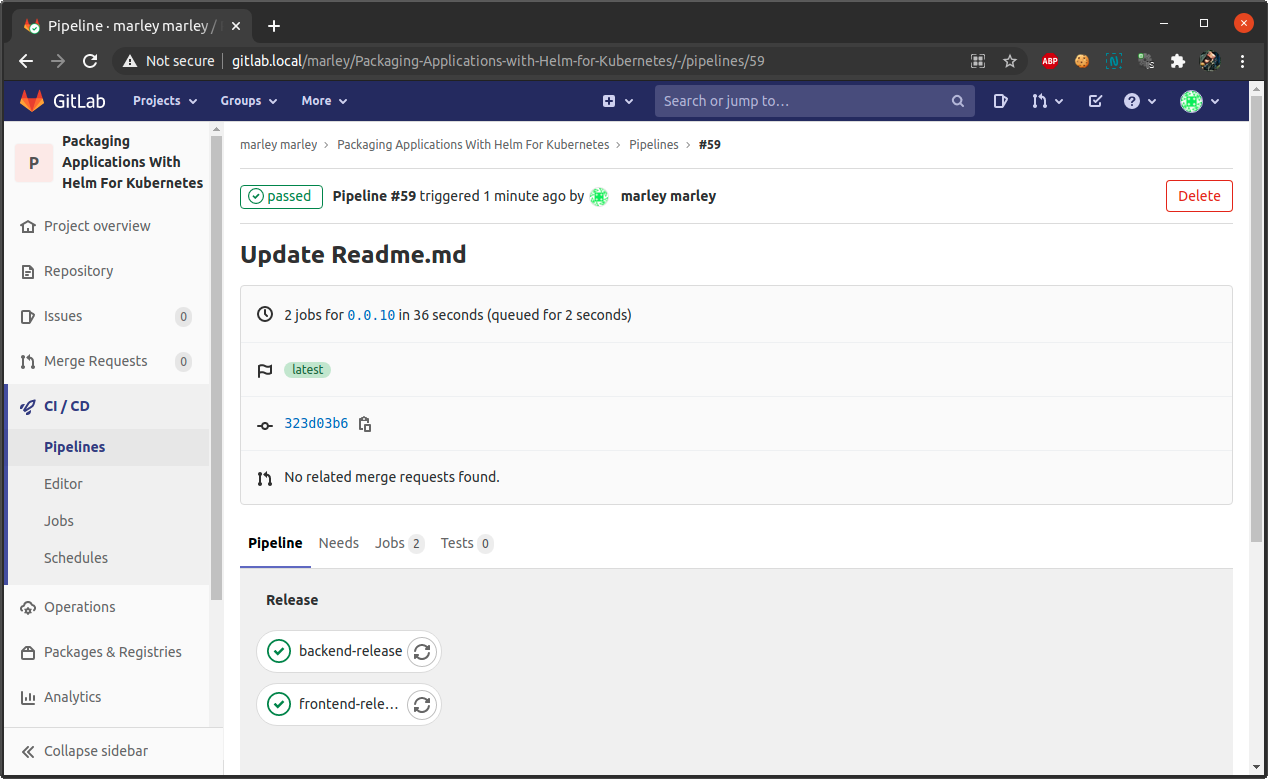 Pipeline · marley marley /
Not secure
gitlab.local/marley/Packaging-Applications-with-Helm-for-Kubernetes/-/pipelines/59
ABP
N
GitLab
Projects
Groups
More
Search or jump to…
P
Packaging
Applications With
Helm For Kubernetes
Project overview
Repository
Issues 0
Merge Requests 0
CI / CD
Pipelines
Editor
Jobs
Schedules
Operations
Packages & Registries
Analytics
Collapse sidebar
marley marley › Packaging Applications With Helm For Kubernetes › Pipelines › #59
passed Pipeline #59 triggered 1 minute ago by marley marley
Delete
Update Readme.md
2 jobs for 0.0.10 in 36 seconds (queued for 2 seconds)
latest
323d03b6
No related merge requests found.
Pipeline Needs Jobs 2 Tests 0
Release
backend-release
frontend-rele…